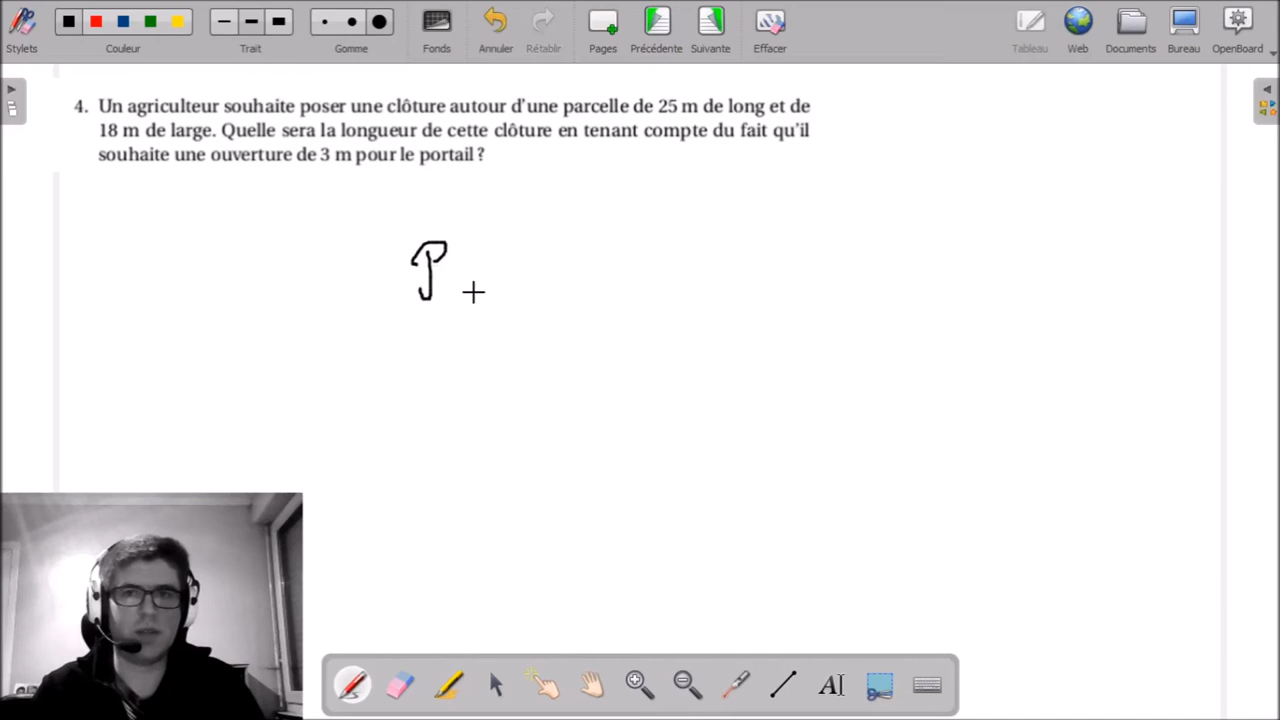 Stylets
Couleur
Trait
Gomme
Fonds
Annuler
Rétablir
Pages
Précédente
Suivante
Effacer
Tableau
Web
Documents
Bureau
OpenBoard
4. Un agriculteur souhaite poser une clôture autour d'une parcelle de 25 m de long et de
18 m de large. Quelle sera la longueur de cette clôture en tenant compte du fait qu'il
souhaite une ouverture de 3 m pour le portail ?
P
AI